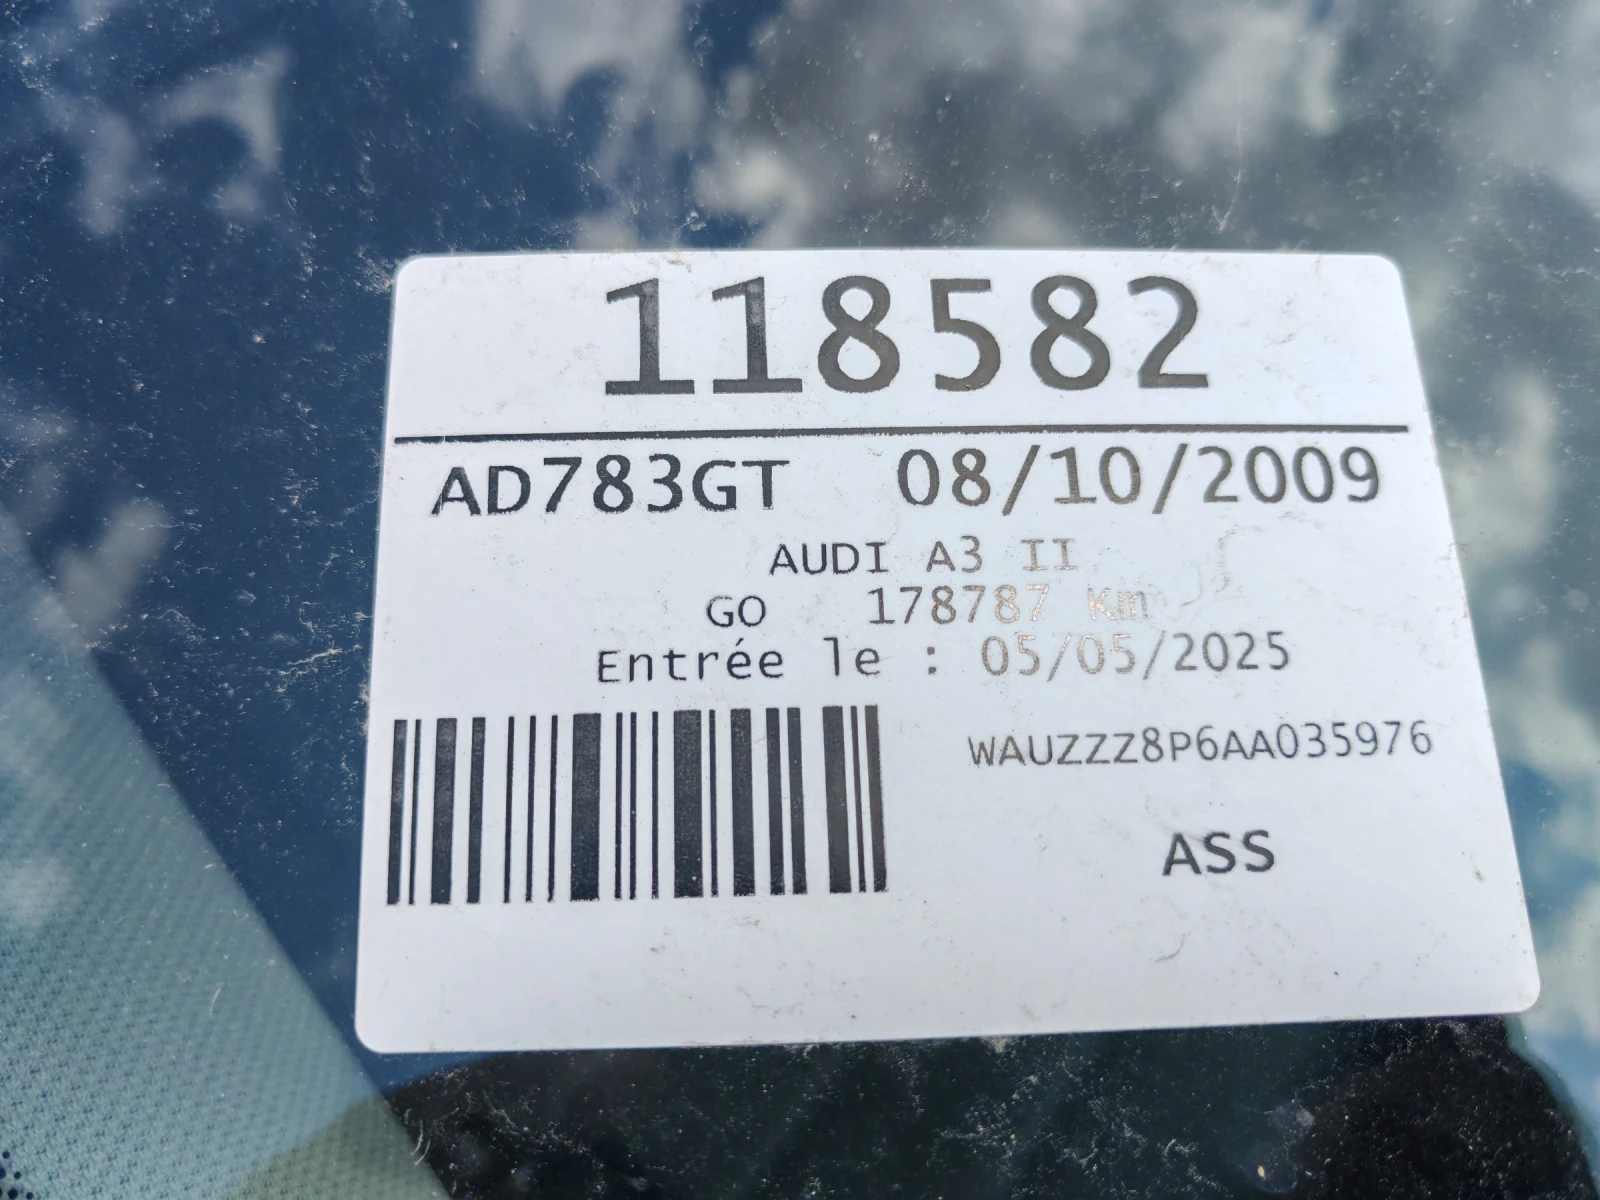 118582
AD783GT 08/10/2009
AUDI A3 II
GO 178787 Km
Entrée le : 05/05/2025
WAUZZZ8P6AA035976
ASS